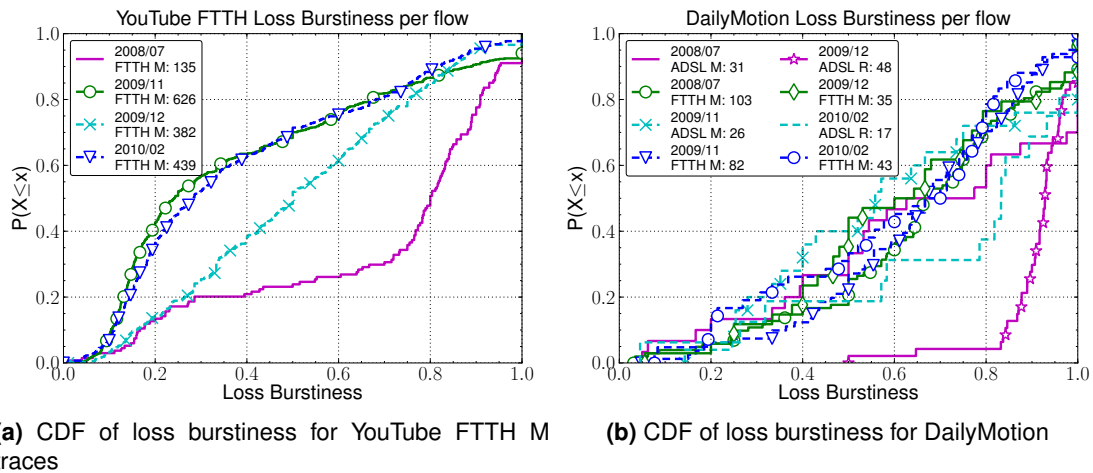 YouTube FTTH Loss Burstiness per flow
1.0
0.8
0.6
0.4
0.2
0.0
P(X≤x)
2008/07
FTTH M: 135
2009/11
FTTH M: 626
2009/12
FTTH M: 382
2010/02
FTTH M: 439
0.0 0.2 0.4 0.6 0.8 1.0
Loss Burstiness
(a) CDF of loss burstiness for YouTube FTTH M
traces
DailyMotion Loss Burstiness per flow
1.0
0.8
0.6
0.4
0.2
0.0
P(X≤x)
2008/07
ADSL M: 31
2008/07
FTTH M: 103
2009/11
ADSL M: 26
2009/11
FTTH M: 82
2009/12
ADSL R: 48
2009/12
FTTH M: 35
2010/02
ADSL R: 17
2010/02
FTTH M: 43
0.0 0.2 0.4 0.6 0.8 1.0
Loss Burstiness
(b) CDF of loss burstiness for DailyMotion